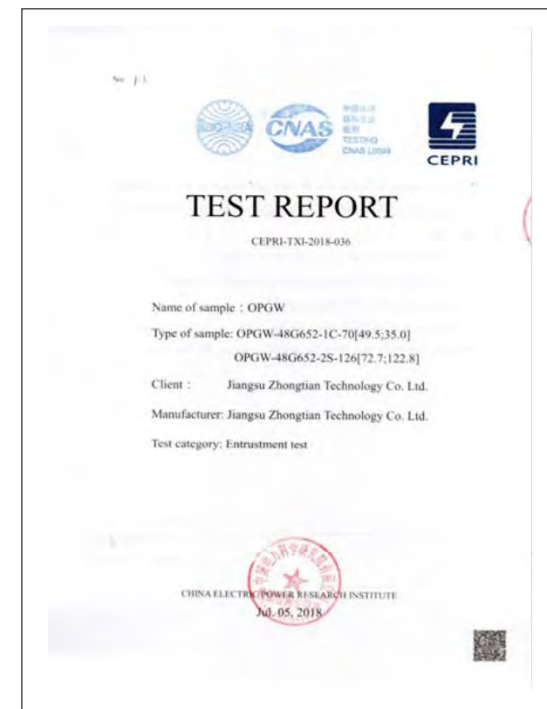 No
CNAS
TESTING
CEPRI
TEST REPORT
CEPRI-TXI-2018-036
Name of sample : OPGW
Type of sample: OPGW-48G652-1C-70[49.5;35.0]
OPGW-48G652-2S-126[72.7;122.8]
Client : Jiangsu Zhongtian Technology Co. Ltd.
Manufacturer: Jiangsu Zhongtian Technology Co. Ltd.
Test category: Entrustment test
CHINA ELECTRIC POWER RESEARCH INSTITUTE
Jul. 05, 2018